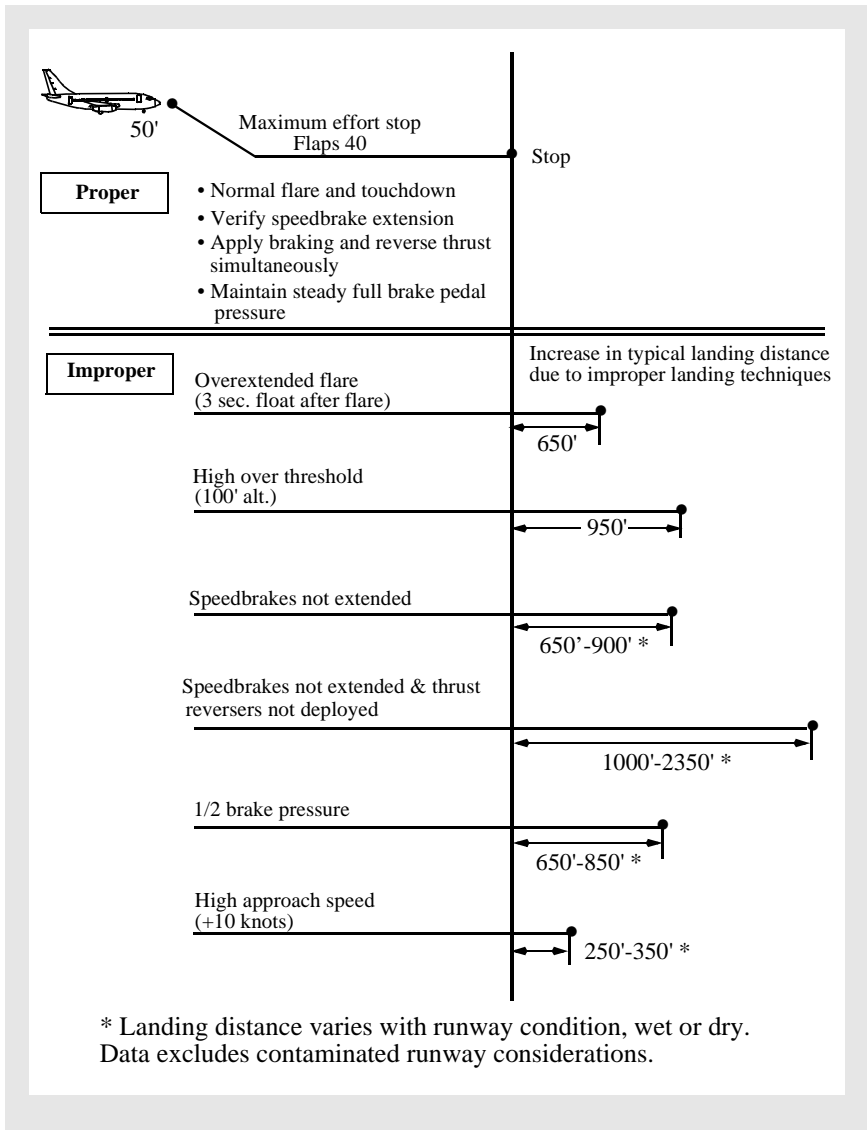 50'
Maximum effort stop
Flaps 40
Stop
Proper
• Normal flare and touchdown
• Verify speedbrake extension
• Apply braking and reverse thrust
simultaneously
• Maintain steady full brake pedal
pressure
Improper
Increase in typical landing distance
due to improper landing techniques
Overextended flare
(3 sec. float after flare)
650'
High over threshold
(100' alt.)
950'
Speedbrakes not extended
650’-900' *
Speedbrakes not extended & thrust
reversers not deployed
1000'-2350' *
1/2 brake pressure
650'-850' *
High approach speed
(+10 knots)
250'-350' *
* Landing distance varies with runway condition, wet or dry.
Data excludes contaminated runway considerations.